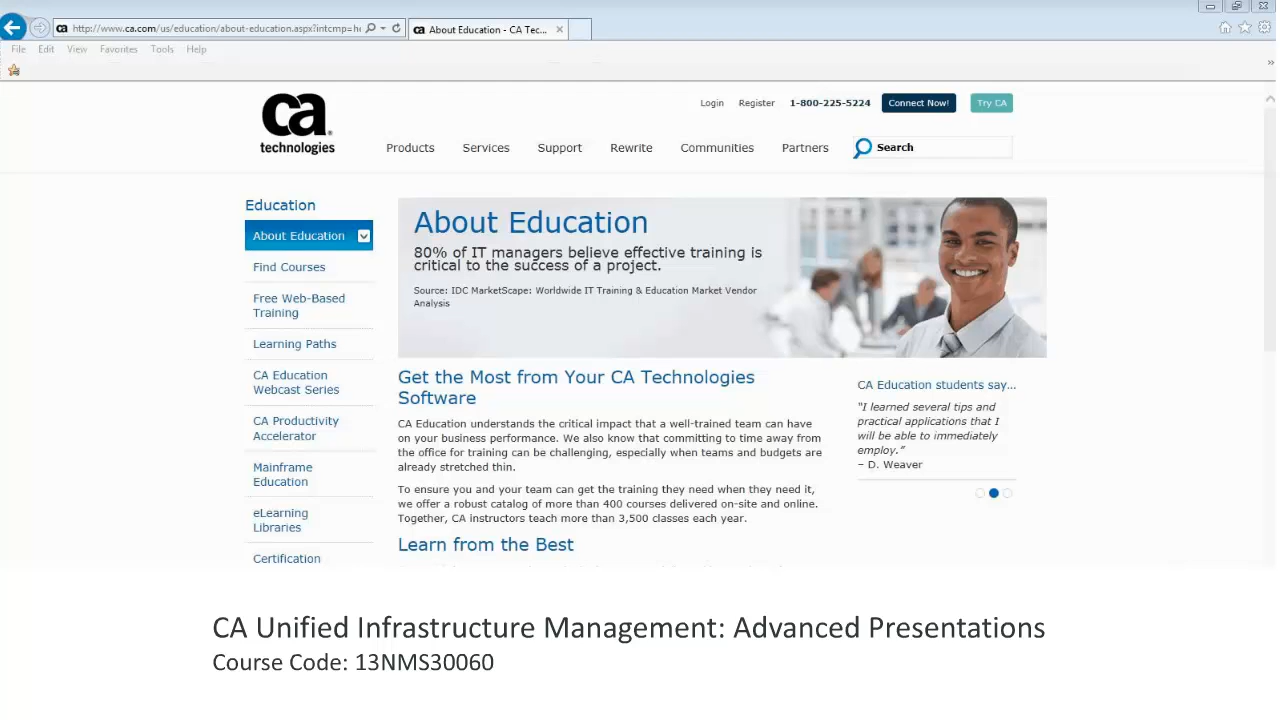 http://www.ca.com/us/education/about-education.aspx?intcmp=he
About Education - CA Tec...
File Edit View Favorites Tools Help
ca
technologies
Login Register 1-800-225-5224 Connect Now! Try CA
Products Services Support Rewrite Communities Partners Search
Education
About Education
Find Courses
Free Web-Based
Training
Learning Paths
CA Education
Webcast Series
CA Productivity
Accelerator
Mainframe
Education
eLearning
Libraries
Certification
About Education
80% of IT managers believe effective training is
critical to the success of a project.
Source: IDC MarketScape: Worldwide IT Training & Education Market Vendor
Analysis
Get the Most from Your CA Technologies
Software
CA Education understands the critical impact that a well-trained team can have
on your business performance. We also know that committing to time away from
the office for training can be challenging, especially when teams and budgets are
already stretched thin.
To ensure you and your team can get the training they need when they need it,
we offer a robust catalog of more than 400 courses delivered on-site and online.
Together, CA instructors teach more than 3,500 classes each year.
Learn from the Best
CA Education students say...
"I learned several tips and
practical applications that I
will be able to immediately
employ."
– D. Weaver
CA Unified Infrastructure Management: Advanced Presentations
Course Code: 13NMS30060